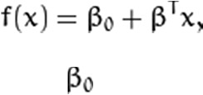 f(x) = β₀ + βᵀx,
β₀